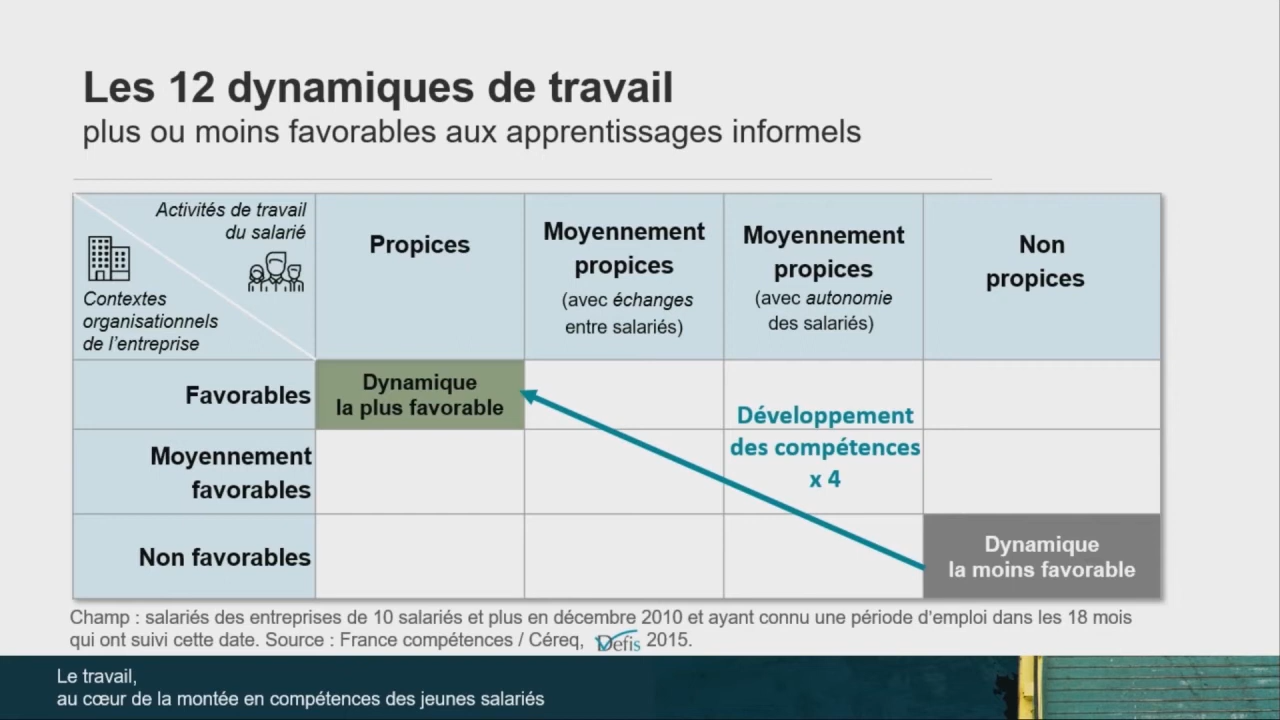 Les 12 dynamiques de travail
plus ou moins favorables aux apprentissages informels
Activités de travail
du salarié
Contextes
organisationnels
de l'entreprise
Propices
Moyennement
propices
(avec échanges
entre salariés)
Moyennement
propices
(avec autonomie
des salariés)
Non
propices
Favorables
Dynamique
la plus favorable
Développement
des compétences
x 4
Moyennement
favorables
Non favorables
Dynamique
la moins favorable
Champ : salariés des entreprises de 10 salariés et plus en décembre 2010 et ayant connu une période d'emploi dans les 18 mois
qui ont suivi cette date. Source : France compétences / Céreq, Defis 2015.
Le travail,
au cœur de la montée en compétences des jeunes salariés